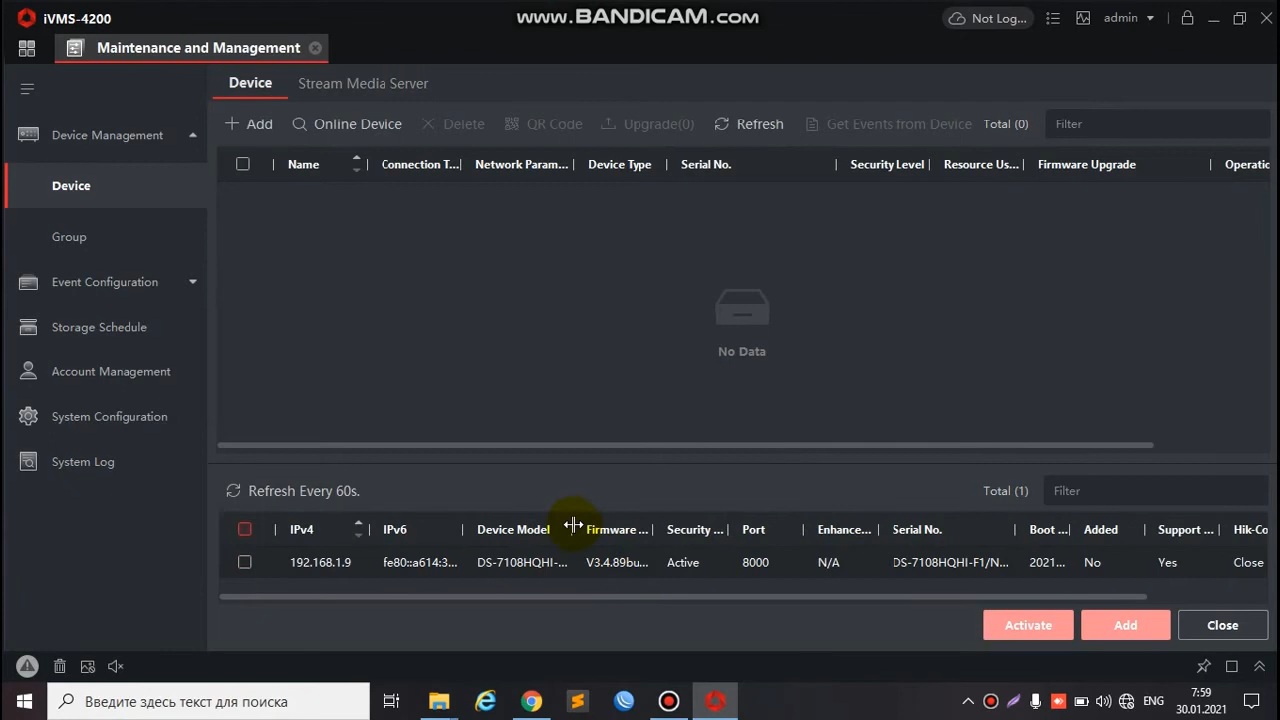 iVMS-4200
www.BANDICAM.com
Not Log...
admin
Maintenance and Management
Device
Stream Media Server
Device Management
Device
Group
Event Configuration
Storage Schedule
Account Management
System Configuration
System Log
Add
Online Device
Delete
QR Code
Upgrade(0)
Refresh
Get Events from Device
Total (0)
Filter
Name
Connection T...
Network Param...
Device Type
Serial No.
Security Level
Resource Us...
Firmware Upgrade
Operatic
No Data
Refresh Every 60s.
Total (1)
Filter
IPv4
IPv6
Device Model
Firmware ...
Security ...
Port
Enhance...
Serial No.
Boot ...
Added
Support ...
Hik-Co
192.168.1.9
fe80::a614:3...
DS-7108HQHI-...
V3.4.89bu...
Active
8000
N/A
DS-7108HQHI-F1/N...
2021...
No
Yes
Close
Activate
Add
Close
Введите здесь текст для поиска
ENG
7:59
30.01.2021